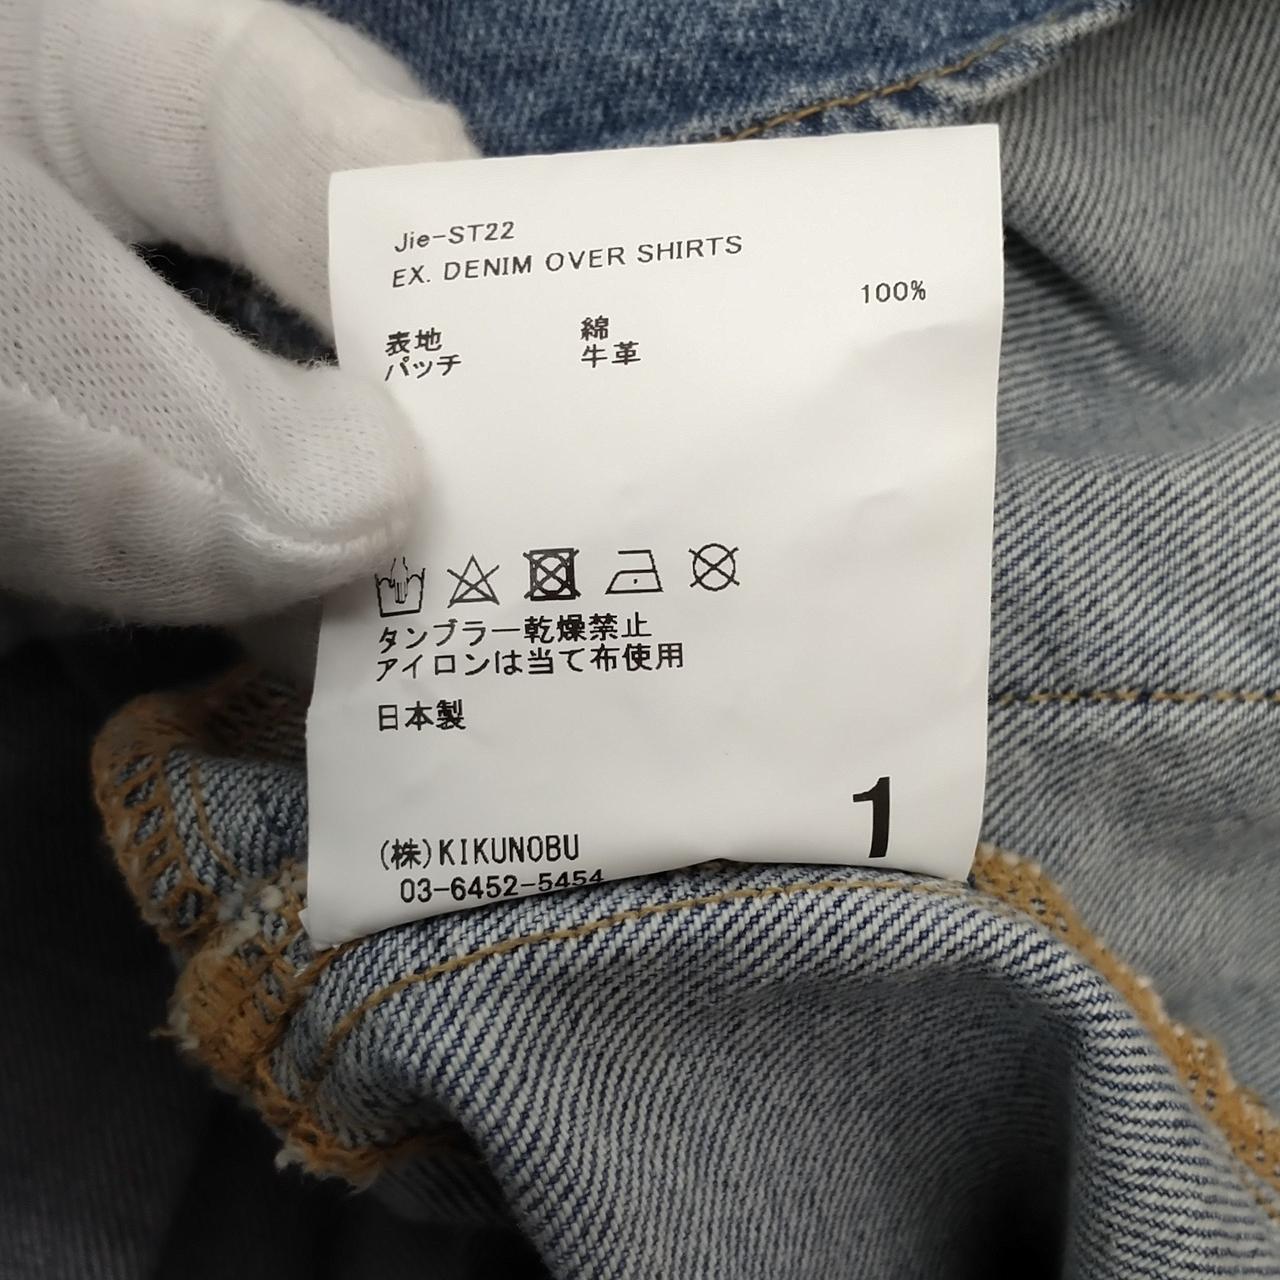 Jie-ST22
EX. DENIM OVER SHIRTS
100%
表地 綿
パッチ 牛革
タンブラー乾燥禁止
アイロンは当て布使用
日本製
1
(株)KIKUNOBU
03-6452-5454